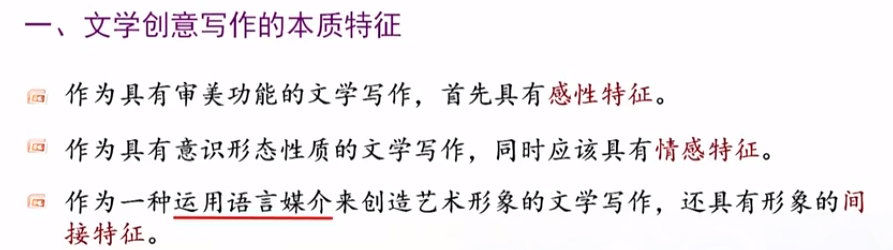 一、文学创意写作的本质特征
作为具有审美功能的文学写作，首先具有感性特征。
作为具有意识形态性质的文学写作，同时应该具有情感特征。
作为一种运用语言媒介来创造艺术形象的文学写作，还具有形象的间
接特征。